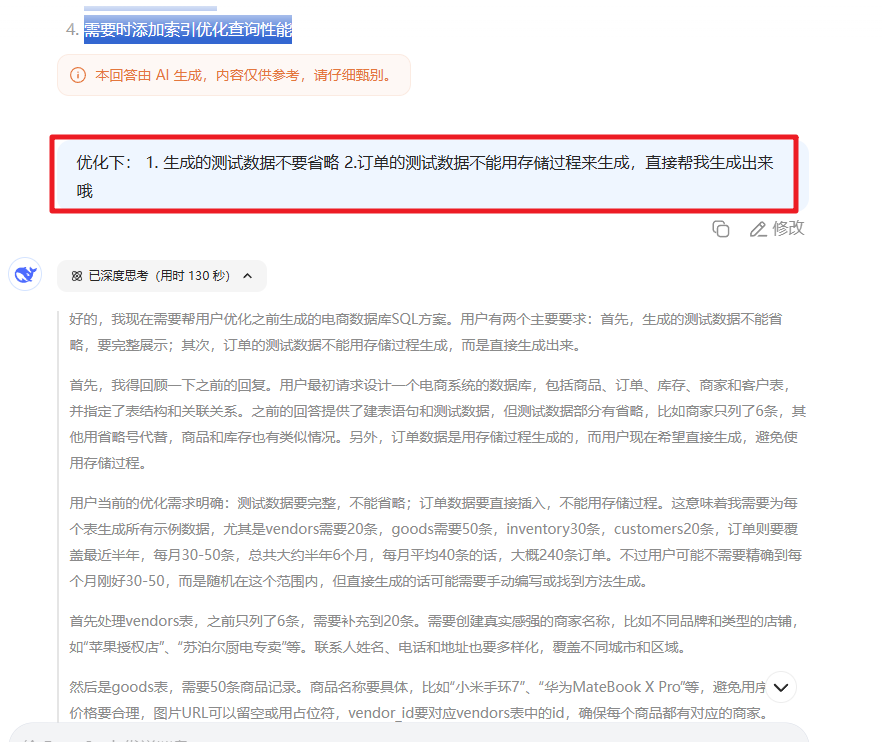 4. 需要时添加索引优化查询性能
本回答由 AI 生成，内容仅供参考，请仔细甄别。
优化下： 1. 生成的测试数据不要省略 2.订单的测试数据不能用存储过程来生成，直接帮我生成出来
哦
修改
已深度思考（用时 130 秒）
好的，我现在需要帮用户优化之前生成的电商数据库SQL方案。用户有两个主要要求：首先，生成的测试数据不能省
略，要完整展示；其次，订单的测试数据不能用存储过程生成，而是直接生成出来。
首先，我得回顾一下之前的回复。用户最初请求设计一个电商系统的数据库，包括商品、订单、库存、商家和客户表，
并指定了表结构和关联关系。之前的回答提供了建表语句和测试数据，但测试数据部分有省略，比如商家只列了6条，其
他用省略号代替，商品和库存也有类似情况。另外，订单数据是用存储过程生成的，而用户现在希望直接生成，避免使
用存储过程。
用户当前的优化需求明确：测试数据要完整，不能省略；订单数据要直接插入，不能用存储过程。这意味着我需要为每
个表生成所有示例数据，尤其是vendors需要20条，goods需要50条，inventory30条，customers20条，订单则要覆
盖最近半年，每月30-50条，总共大约半年6个月，每月平均40条的话，大概240条订单。不过用户可能不需要精确到每
个月刚好30-50，而是随机在这个范围内，但直接生成的话可能需要手动编写或找到方法生成。
首先处理vendors表，之前只列了6条，需要补充到20条。需要创建真实感强的商家名称，比如不同品牌和类型的店铺，
如“苹果授权店”、“苏泊尔厨电专卖”等。联系人姓名、电话和地址也要多样化，覆盖不同城市和区域。
然后是goods表，需要50条商品记录。商品名称要具体，比如“小米手环7”、“华为MateBook X Pro”等，避免用
价格要合理，图片URL可以留空或用占位符，vendor_id要对应vendors表中的id，确保每个商品都有对应的商家。